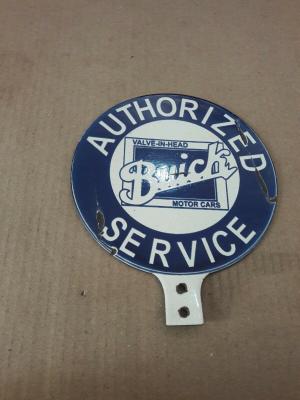 AUTHORIZED
VALVE-IN-HEAD
Buick
MOTOR CARS
SERVICE